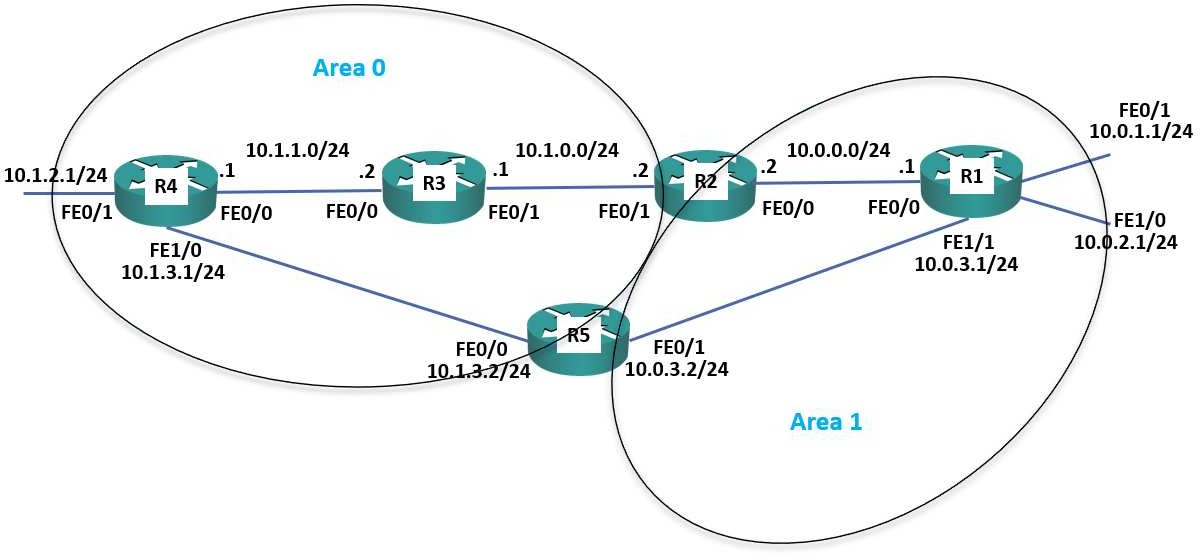 Area 0
FE0/1
10.0.1.1/24
10.1.1.0/24
10.1.0.0/24
10.0.0.0/24
10.1.2.1/24
R4
.1
.2
R3
.1
.2
R2
.2
.1
R1
FE0/1
FE0/0
FE0/0
FE0/1
FE0/1
FE0/0
FE0/0
FE1/0
10.0.2.1/24
FE1/0
10.1.3.1/24
FE1/1
10.0.3.1/24
R5
FE0/0
10.1.3.2/24
FE0/1
10.0.3.2/24
Area 1